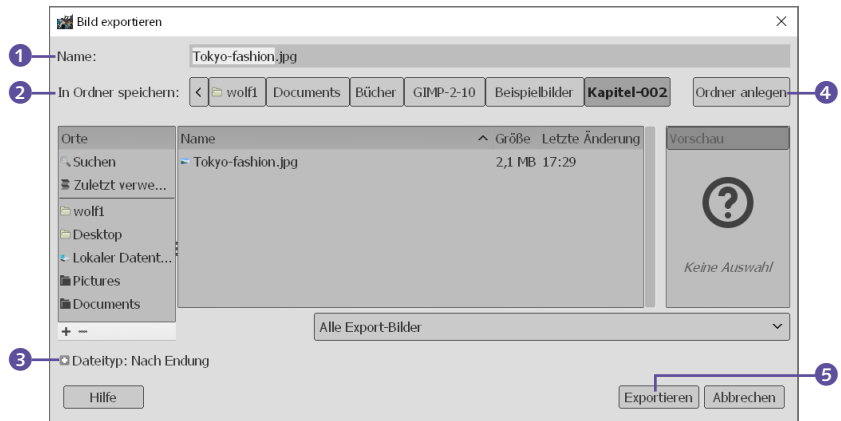 Bild exportieren
1 Name: Tokyo-fashion.jpg
2 In Ordner speichern: wolf1 Documents Bücher GIMP-2-10 Beispielbilder Kapitel-002 Ordner anlegen 4
Orte Name Größe Letzte Änderung Vorschau
Suchen Tokyo-fashion.jpg 2,1 MB 17:29
Zuletzt verwe...
wolf1
Desktop
Lokaler Datent...
Keine Auswahl
Pictures
Documents
+ −
Alle Export-Bilder
3 Dateityp: Nach Endung
5
Hilfe Exportieren Abbrechen